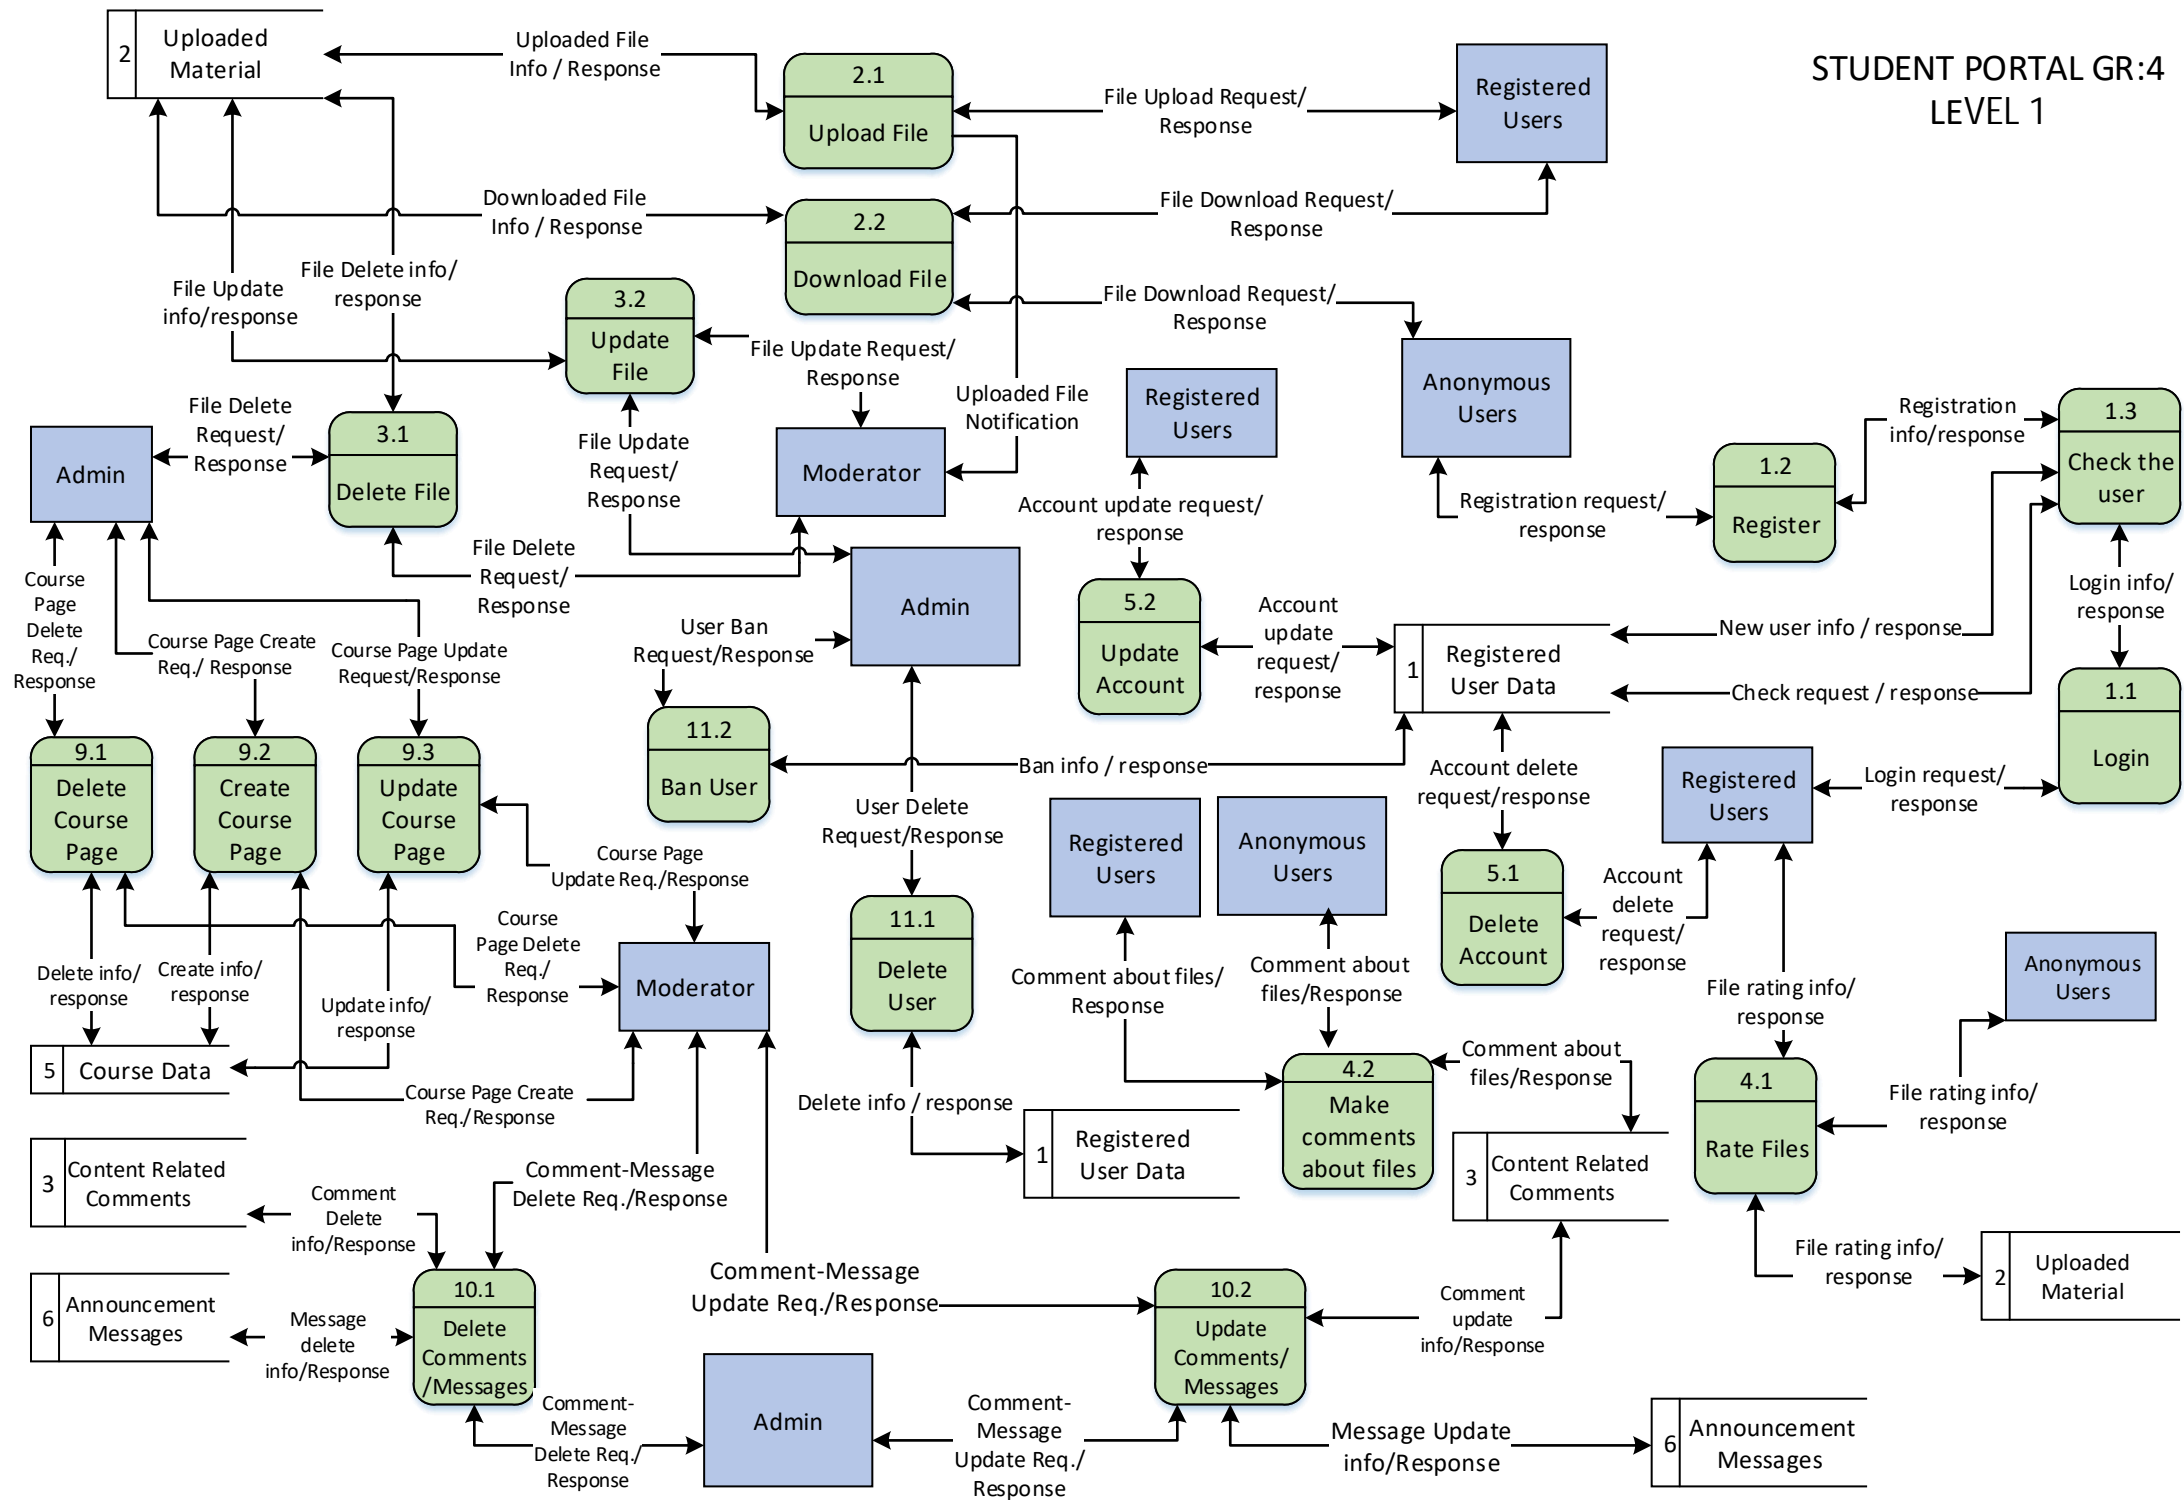 STUDENT PORTAL GR:4
LEVEL 1
2
Uploaded
Material
Uploaded File
Info / Response
2.1
Upload File
File Upload Request/
Response
Registered
Users
Downloaded File
Info / Response
2.2
Download File
File Download Request/
Response
File Download Request/
Response
File Update
info/response
File Delete info/
response
3.2
Update
File
File Update Request/
Response
Uploaded File
Notification
Registered
Users
Anonymous
Users
Registration
info/response
1.3
Check the
user
Admin
File Delete
Request/
Response
3.1
Delete File
File Update
Request/
Response
Moderator
Account update request/
response
Registration request/
response
1.2
Register
File Delete
Request/
Response
Admin
Login info/
response
Course
Page
Delete
Req./
Response
Course Page Create
Req./ Response
Course Page Update
Request/Response
User Ban
Request/Response
5.2
Update
Account
Account
update
request/
response
1
Registered
User Data
New user info / response
Check request / response
1.1
Login
9.1
Delete
Course
Page
9.2
Create
Course
Page
9.3
Update
Course
Page
11.2
Ban User
Ban info / response
Account delete
request/response
Registered
Users
Login request/
response
User Delete
Request/Response
Registered
Users
Anonymous
Users
Course Page
Update Req./Response
5.1
Delete
Account
Account
delete
request/
response
Course
Page Delete
Req./
Response
Moderator
11.1
Delete
User
Comment about files/
Response
Comment about
files/Response
File rating info/
response
Anonymous
Users
Delete info/
response
Create info/
response
Update info/
response
5
Course Data
Course Page Create
Req./Response
Delete info / response
1
Registered
User Data
4.2
Make
comments
about files
Comment about
files/Response
4.1
Rate Files
File rating info/
response
3
Content Related
Comments
Comment
Delete
info/Response
Comment-Message
Delete Req./Response
3
Content Related
Comments
File rating info/
response
2
Uploaded
Material
6
Announcement
Messages
Message
delete
info/Response
10.1
Delete
Comments
/Messages
Comment-Message
Update Req./Response
10.2
Update
Comments/
Messages
Comment
update
info/Response
Comment-
Message
Delete Req./
Response
Admin
Comment-
Message
Update Req./
Response
Message Update
info/Response
6
Announcement
Messages